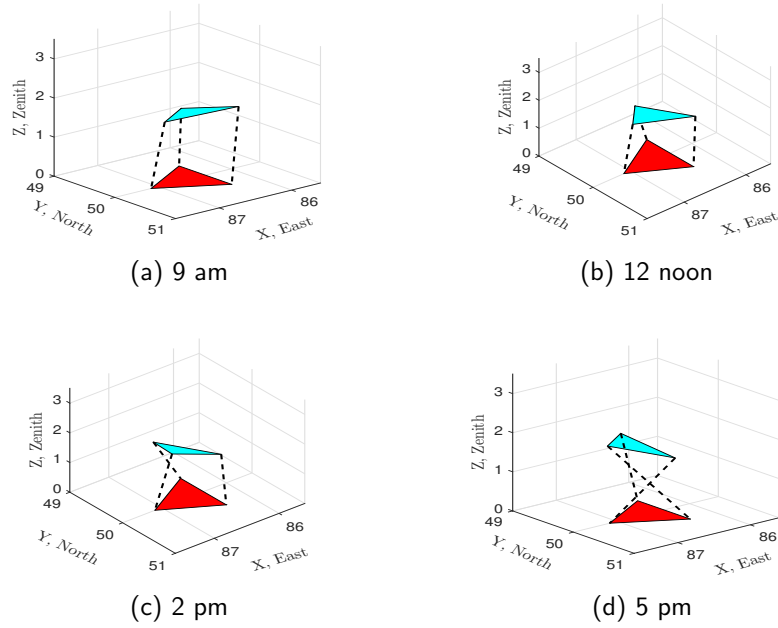 3
2
1
0
49
50
51
87
86
Z, Zenith
Y, North
X, East
(a) 9 am
3
2
1
0
49
50
51
87
86
Z, Zenith
Y, North
X, East
(b) 12 noon
3
2
1
0
49
50
51
87
86
Z, Zenith
Y, North
X, East
(c) 2 pm
3
2
1
0
49
50
51
87
86
Z, Zenith
Y, North
X, East
(d) 5 pm